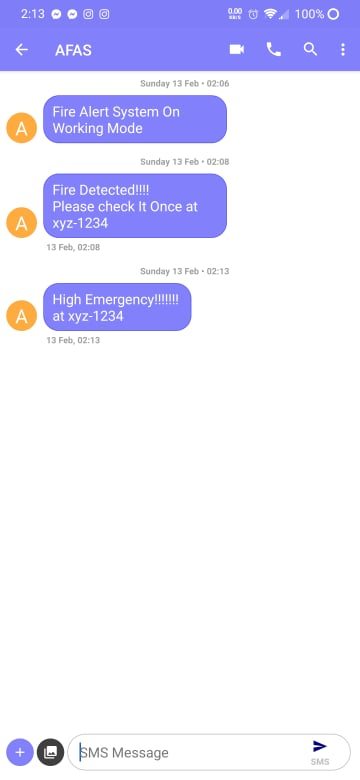 2:13
0.00
KB/S
100%
AFAS
Sunday 13 Feb • 02:06
A
Fire Alert System On
Working Mode
Sunday 13 Feb • 02:08
A
Fire Detected!!!!
Please check It Once at
xyz-1234
13 Feb, 02:08
Sunday 13 Feb • 02:13
A
High Emergency!!!!!!!
at xyz-1234
13 Feb, 02:13
SMS Message
SMS